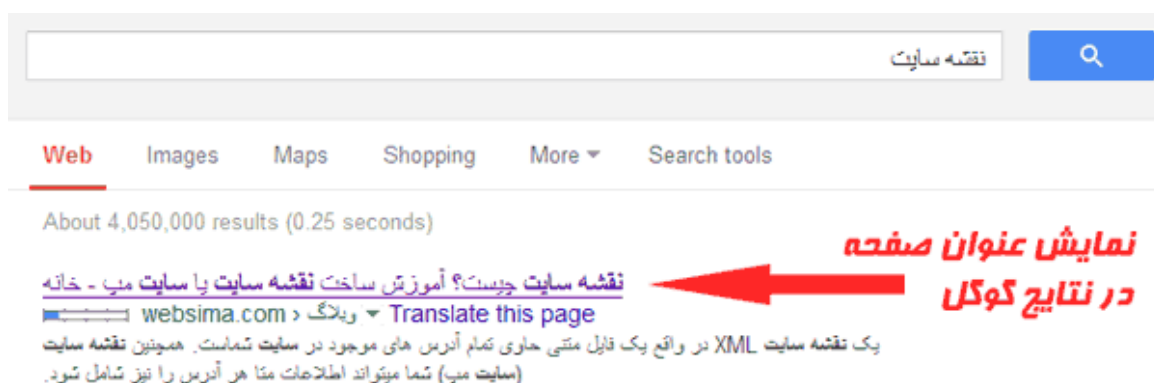 نقشه سایت
Web Images Maps Shopping More Search tools
About 4,050,000 results (0.25 seconds)
نمایش عنوان صفحه
در نتایج گوگل
نقشه سایت چیست؟ آموزش ساخت نقشه سایت یا سایت مپ - خانه
websima.com › وبلاگ Translate this page
یک نقشه سایت XML در واقع یک فایل متنی حاوی تمام آدرس های موجود در سایت شماست. همچنین نقشه سایت
(سایت مپ) شما میتواند اطلاعات متا هر آدرس را نیز شامل شود.